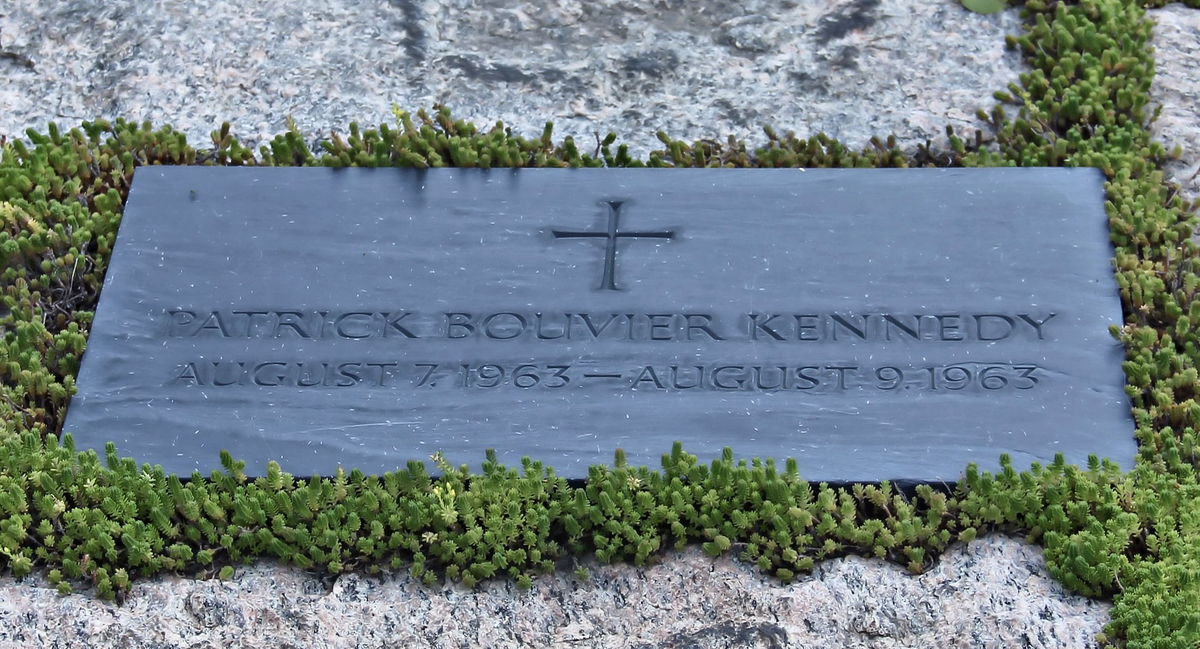 PATRICK BOUVIER KENNEDY
AUGUST 7. 1963 — AUGUST 9. 1963